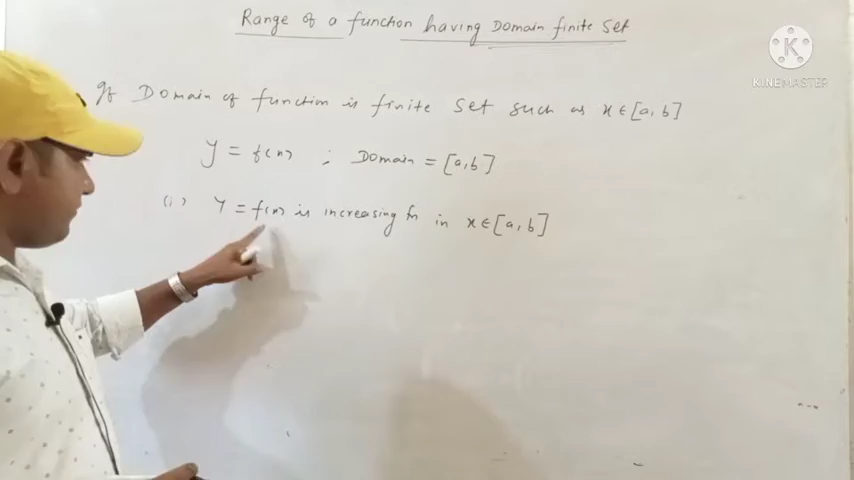 Range of a function having Domain finite set
If Domain of function is finite set such as x ∈ [a, b]
y = f(x) ; Domain = [a, b]
(i) y = f(x) is increasing fn in x ∈ [a, b]
K
KINEMASTER